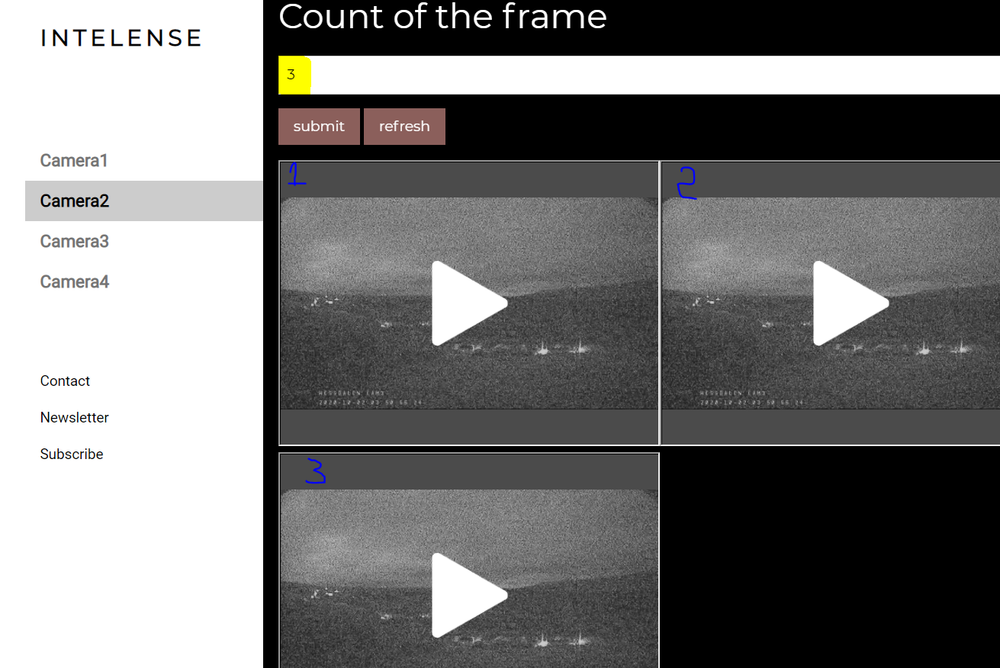 INTELENSE
Camera1
Camera2
Camera3
Camera4
Contact
Newsletter
Subscribe
Count of the frame
3
submit
refresh
1
2
HESSDALEN CAM3
2020-10-02 03 50 56 24
HESSDALEN CAM3
2020-10-02 03 50 56 24
3